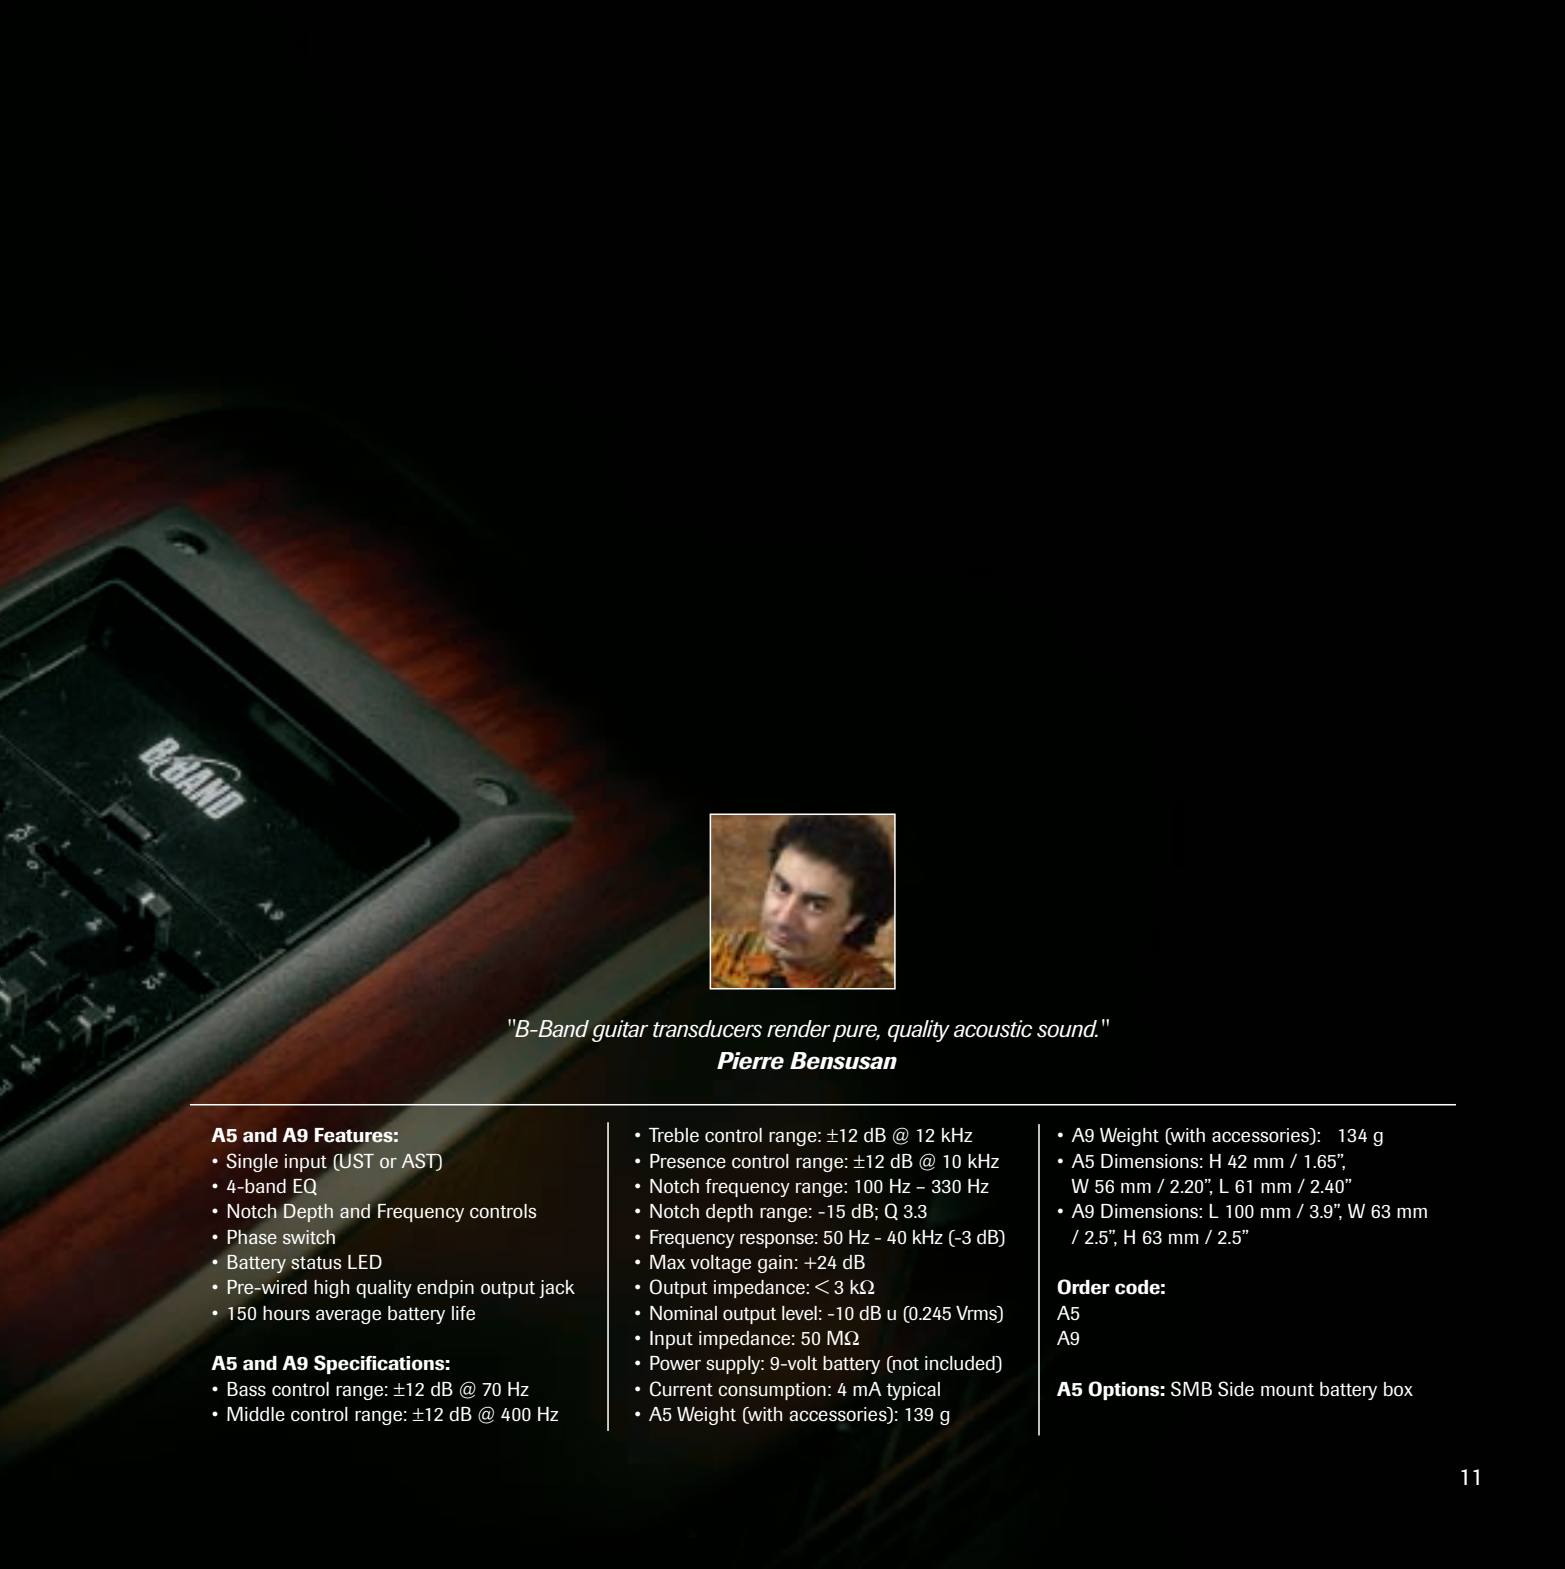 B-BAND
A9
"B-Band guitar transducers render pure, quality acoustic sound."
Pierre Bensusan
A5 and A9 Features:
• Single input (UST or AST)
• 4-band EQ
• Notch Depth and Frequency controls
• Phase switch
• Battery status LED
• Pre-wired high quality endpin output jack
• 150 hours average battery life
A5 and A9 Specifications:
• Bass control range: ±12 dB @ 70 Hz
• Middle control range: ±12 dB @ 400 Hz
• Treble control range: ±12 dB @ 12 kHz
• Presence control range: ±12 dB @ 10 kHz
• Notch frequency range: 100 Hz – 330 Hz
• Notch depth range: -15 dB; Q 3.3
• Frequency response: 50 Hz - 40 kHz (-3 dB)
• Max voltage gain: +24 dB
• Output impedance: < 3 kΩ
• Nominal output level: -10 dB u (0.245 Vrms)
• Input impedance: 50 MΩ
• Power supply: 9-volt battery (not included)
• Current consumption: 4 mA typical
• A5 Weight (with accessories): 139 g
• A9 Weight (with accessories): 134 g
• A5 Dimensions: H 42 mm / 1.65”,
W 56 mm / 2.20”, L 61 mm / 2.40”
• A9 Dimensions: L 100 mm / 3.9”, W 63 mm
/ 2.5”, H 63 mm / 2.5”
Order code:
A5
A9
A5 Options: SMB Side mount battery box
11